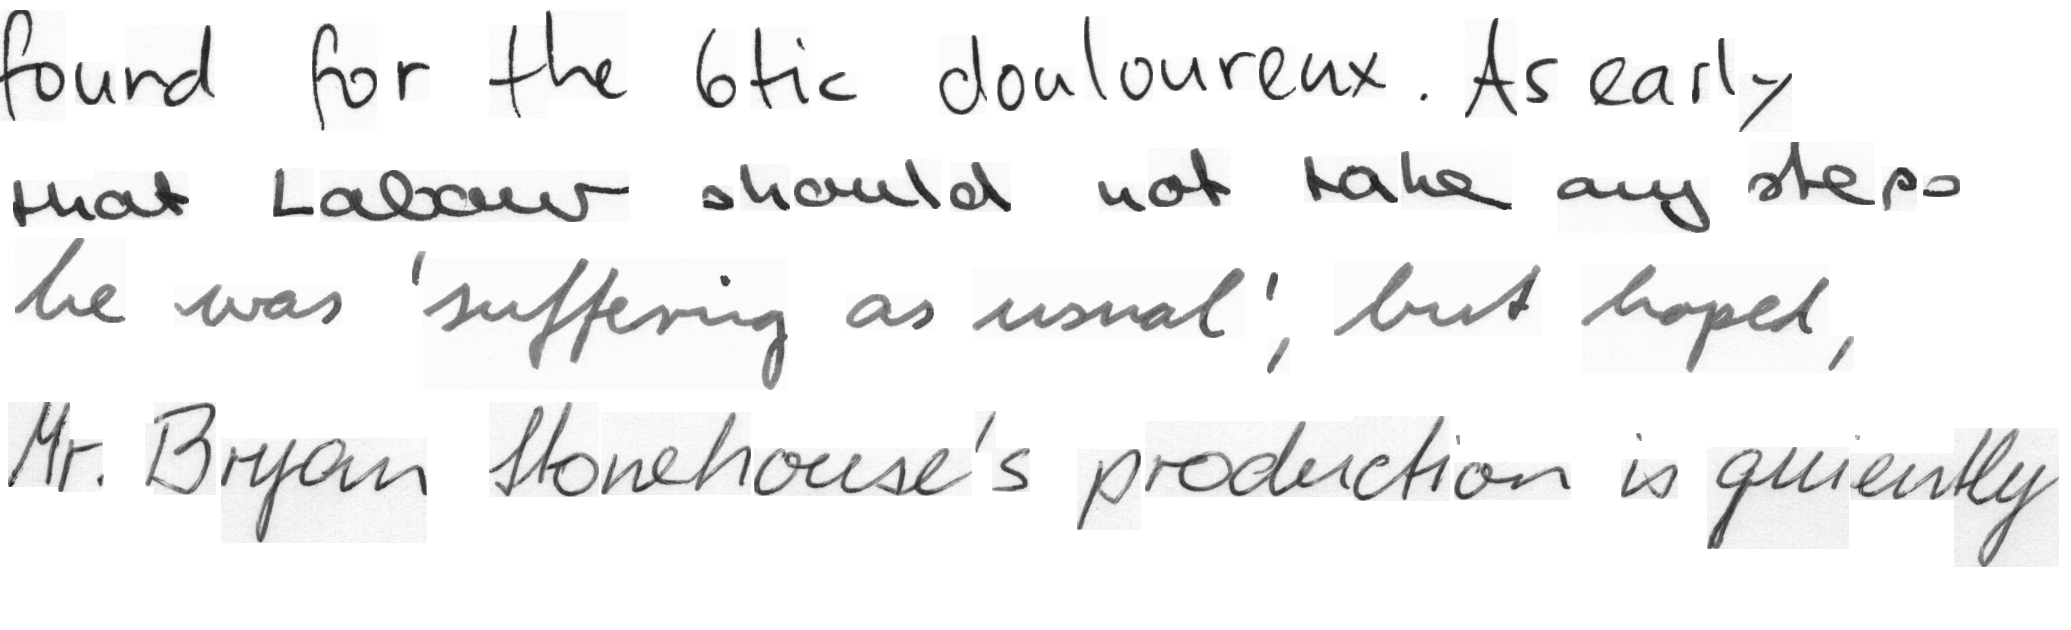 found for the 6tic douloureux. As early
that Labour should not take any steps
he was 'suffering as usual', but hoped,
Mr. Bryan Stonehouse's production is quiently